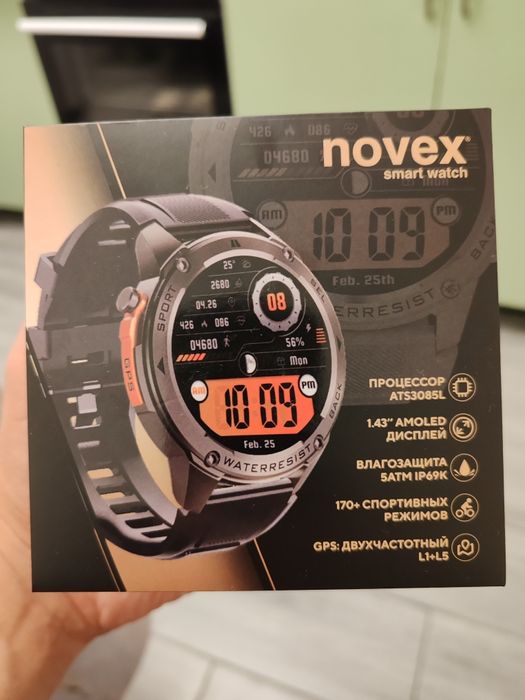 novex®
smart watch
426 086
04680
Mon
AM 10 09 PM
Feb. 25th
WATERRESIST
BACK
SPORT
SEL
GPS
BACK
25°
2680
04.26
08
426 086
04680 56%
Mon
AM 10 09 PM
Feb. 25
WATERRESIST
ПРОЦЕССОР
ATS3085L
1.43″ AMOLED
ДИСПЛЕЙ
ВЛАГОЗАЩИТА
5ATM IP69K
170+ СПОРТИВНЫХ
РЕЖИМОВ
GPS: ДВУХЧАСТОТНЫЙ
L1+L5